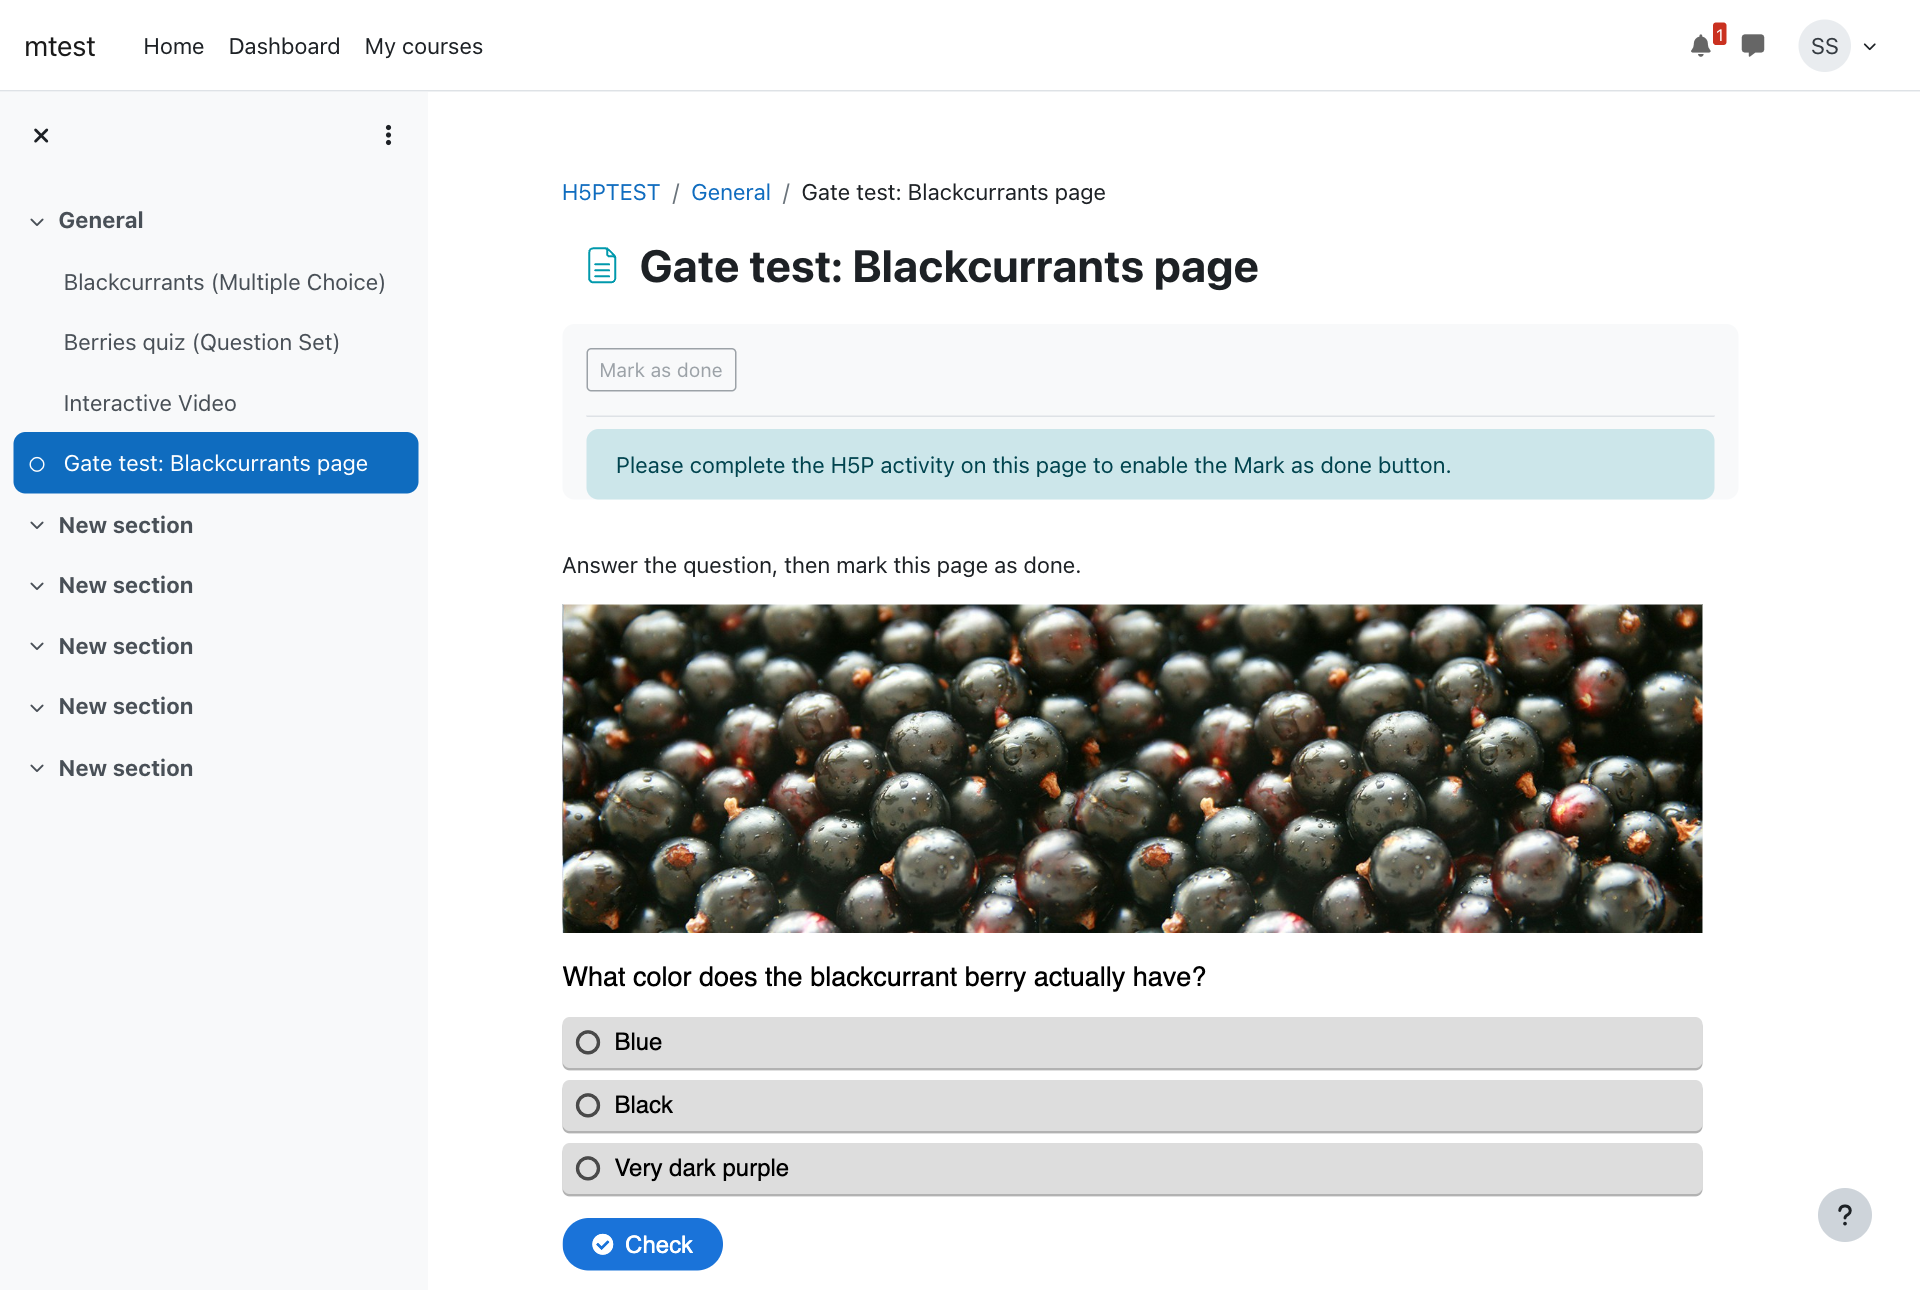 mtest Home Dashboard My courses 1 SS
General
Blackcurrants (Multiple Choice)
Berries quiz (Question Set)
Interactive Video
Gate test: Blackcurrants page
New section
New section
New section
New section
New section
H5PTEST / General / Gate test: Blackcurrants page
Gate test: Blackcurrants page
Mark as done
Please complete the H5P activity on this page to enable the Mark as done button.
Answer the question, then mark this page as done.
What color does the blackcurrant berry actually have?
Blue
Black
Very dark purple
Check
?